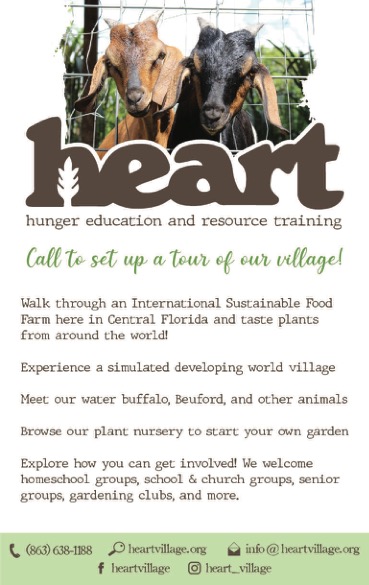 heart
hunger education and resource training
Call to set up a tour of our village!
Walk through an International Sustainable Food
Farm here in Central Florida and taste plants
from around the world!
Experience a simulated developing world village
Meet our water buffalo, Beuford, and other animals
Browse our plant nursery to start your own garden
Explore how you can get involved! We welcome
homeschool groups, school & church groups, senior
groups, gardening clubs, and more.
(863) 638-1188 heartvillage.org info@heartvillage.org
heartvillage heart_village